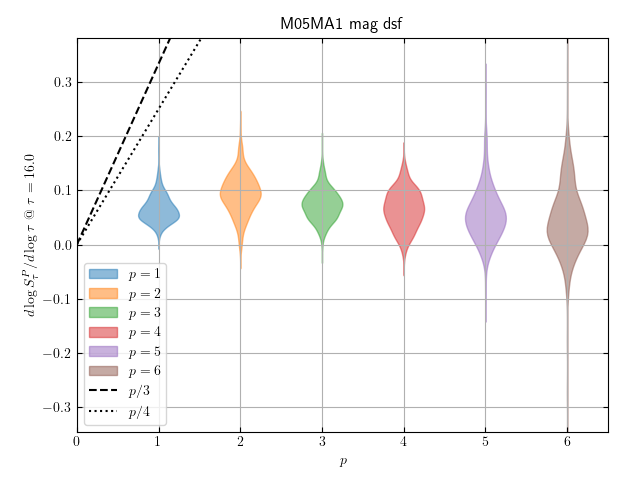 M05MA1 mag dsf
d log S_τ^P / d log τ @ τ = 16.0
0.3
0.2
0.1
0.0
−0.1
−0.2
−0.3
p = 1
p = 2
p = 3
p = 4
p = 5
p = 6
p/3
p/4
0 1 2 3 4 5 6
p